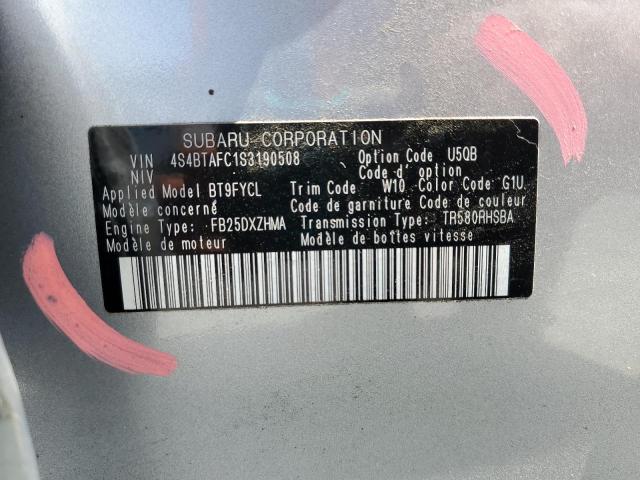 SUBARU CORPORATION
VIN 4S4BTAFC1S3190508 Option Code U5QB
NIV Code d' option
Applied Model BT9FYCL Trim Code W10 Color Code G1U
Modèle concerné Code de garniture Code de couleur
Engine Type: FB25DXZHMA Transmission Type: TR580RHSBA
Modèle de moteur Modèle de boîtes vitesse